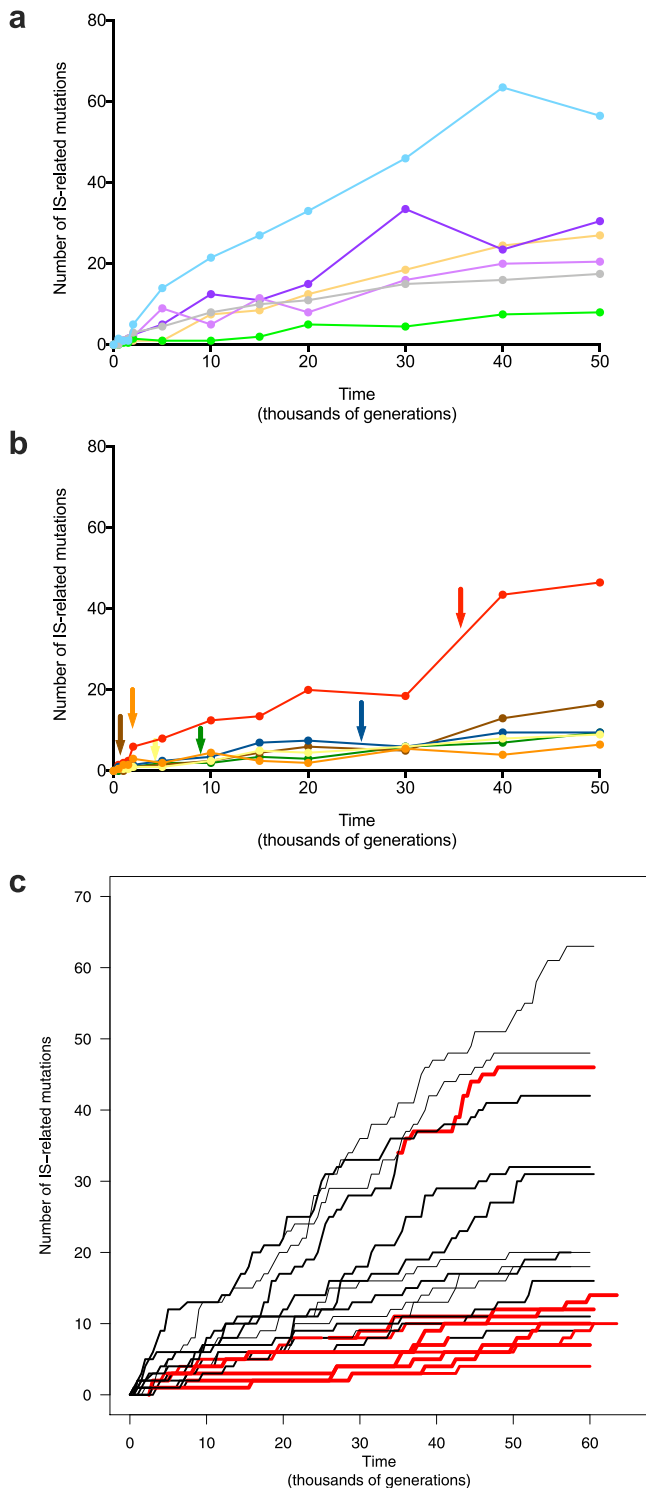 a
80
60
40
20
0
Number of IS-related mutations
0 10 20 30 40 50
Time
(thousands of generations)
b
80
60
40
20
0
Number of IS-related mutations
0 10 20 30 40 50
Time
(thousands of generations)
c
70
60
50
40
30
20
10
0
Number of IS−related mutations
0 10 20 30 40 50 60
Time
(thousands of generations)